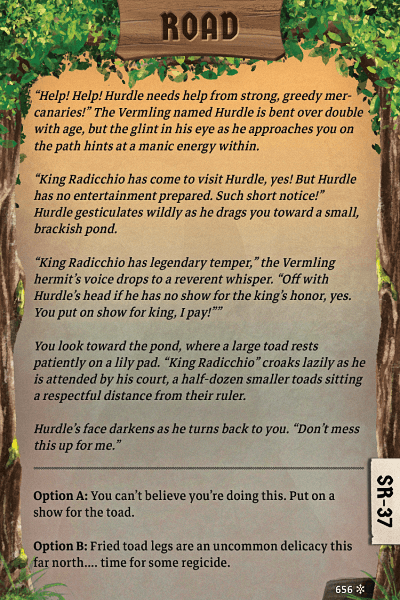 ROAD
“Help! Help! Hurdle needs help from strong, greedy mer-
canaries!” The Vermling named Hurdle is bent over double
with age, but the glint in his eye as he approaches you on
the path hints at a manic energy within.
“King Radicchio has come to visit Hurdle, yes! But Hurdle
has no entertainment prepared. Such short notice!”
Hurdle gesticulates wildly as he drags you toward a small,
brackish pond.
“King Radicchio has legendary temper,” the Vermling
hermit's voice drops to a reverent whisper. “Off with
Hurdle's head if he has no show for the king's honor, yes.
You put on show for king, I pay!””
You look toward the pond, where a large toad rests
patiently on a lily pad. “King Radicchio” croaks lazily as he
is attended by his court, a half-dozen smaller toads sitting
a respectful distance from their ruler.
Hurdle's face darkens as he turns back to you. “Don't mess
this up for me.”
Option A: You can't believe you're doing this. Put on a
show for the toad.
Option B: Fried toad legs are an uncommon delicacy this
far north.... time for some regicide.
SR-37
656